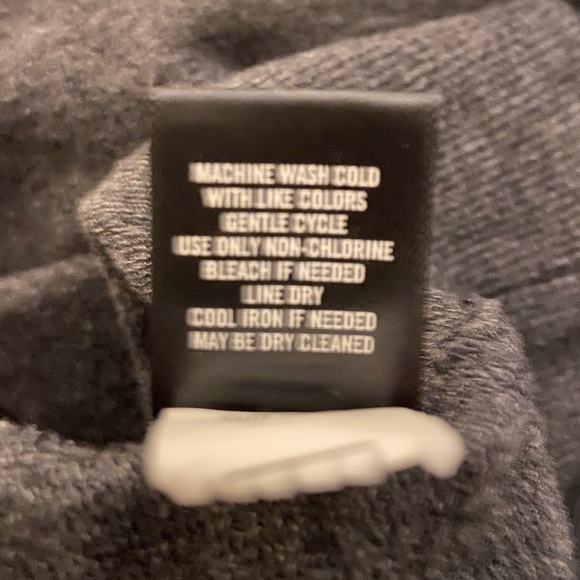 MACHINE WASH COLD
WITH LIKE COLORS
GENTLE CYCLE
USE ONLY NON-CHLORINE
BLEACH IF NEEDED
LINE DRY
COOL IRON IF NEEDED
MAY BE DRY CLEANED